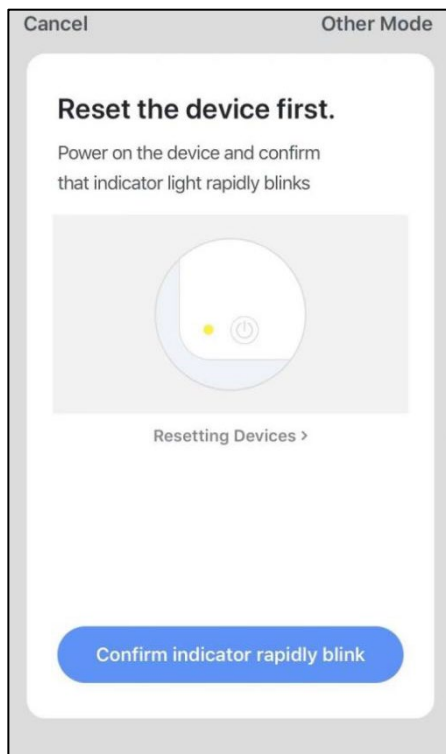 Cancel
Other Mode
Reset the device first.
Power on the device and confirm
that indicator light rapidly blinks
Resetting Devices >
Confirm indicator rapidly blink